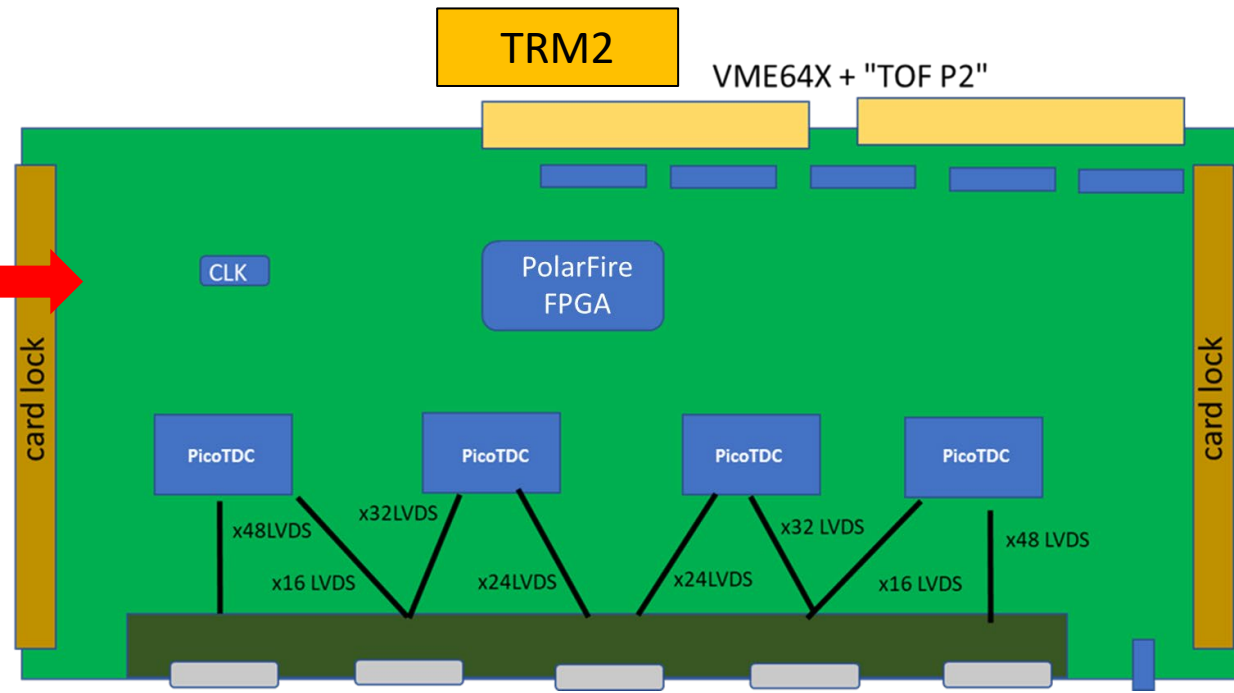 TRM2
VME64X + "TOF P2"
CLK
PolarFire
FPGA
card lock
card lock
PicoTDC
PicoTDC
PicoTDC
PicoTDC
x48LVDS
x32LVDS
x32 LVDS
x48 LVDS
x16 LVDS
x24LVDS
x24LVDS
x16 LVDS